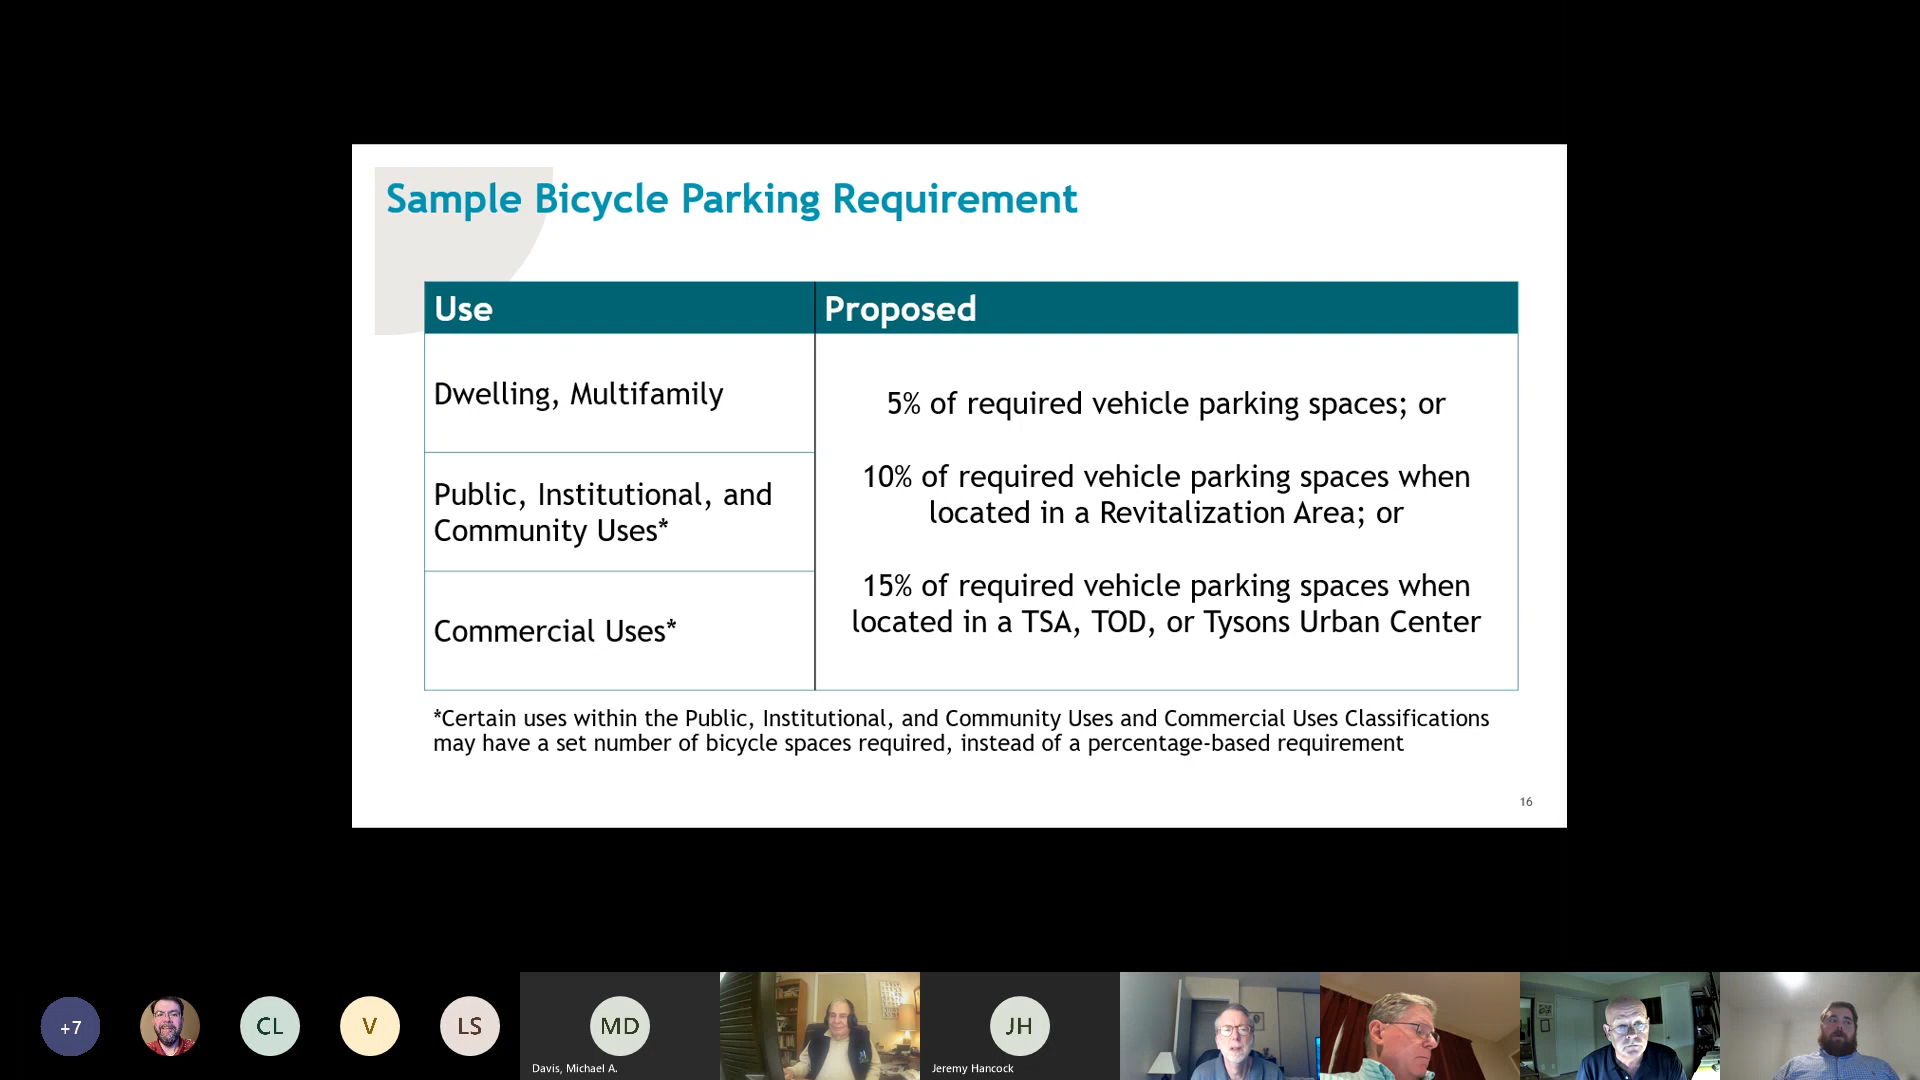 Sample Bicycle Parking Requirement
Use
Proposed
Dwelling, Multifamily
5% of required vehicle parking spaces; or
10% of required vehicle parking spaces when
located in a Revitalization Area; or
Public, Institutional, and
Community Uses*
15% of required vehicle parking spaces when
located in a TSA, TOD, or Tysons Urban Center
Commercial Uses*
*Certain uses within the Public, Institutional, and Community Uses and Commercial Uses Classifications
may have a set number of bicycle spaces required, instead of a percentage-based requirement
16
+7
CL
V
LS
MD
Davis, Michael A.
JH
Jeremy Hancock